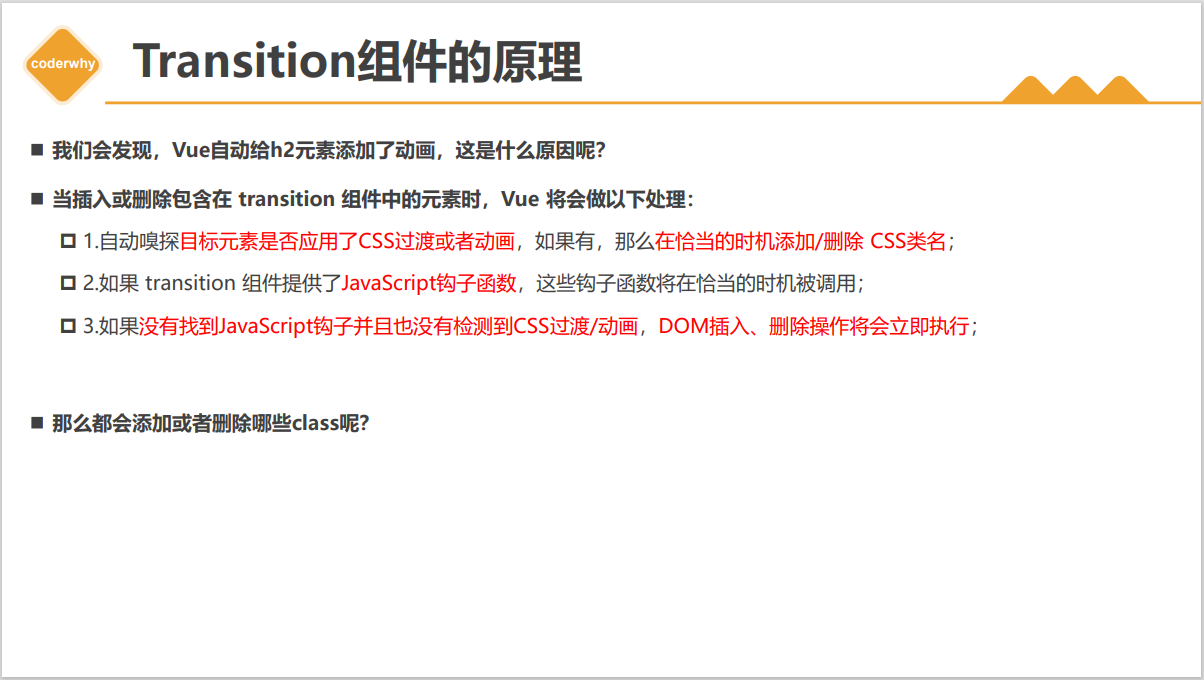 coderwhy
Transition组件的原理
我们会发现，Vue自动给h2元素添加了动画，这是什么原因呢？
当插入或删除包含在 transition 组件中的元素时，Vue 将会做以下处理：
1.自动嗅探目标元素是否应用了CSS过渡或者动画，如果有，那么在恰当的时机添加/删除 CSS类名；
2.如果 transition 组件提供了JavaScript钩子函数，这些钩子函数将在恰当的时机被调用；
3.如果没有找到JavaScript钩子并且也没有检测到CSS过渡/动画，DOM插入、删除操作将会立即执行；
那么都会添加或者删除哪些class呢？